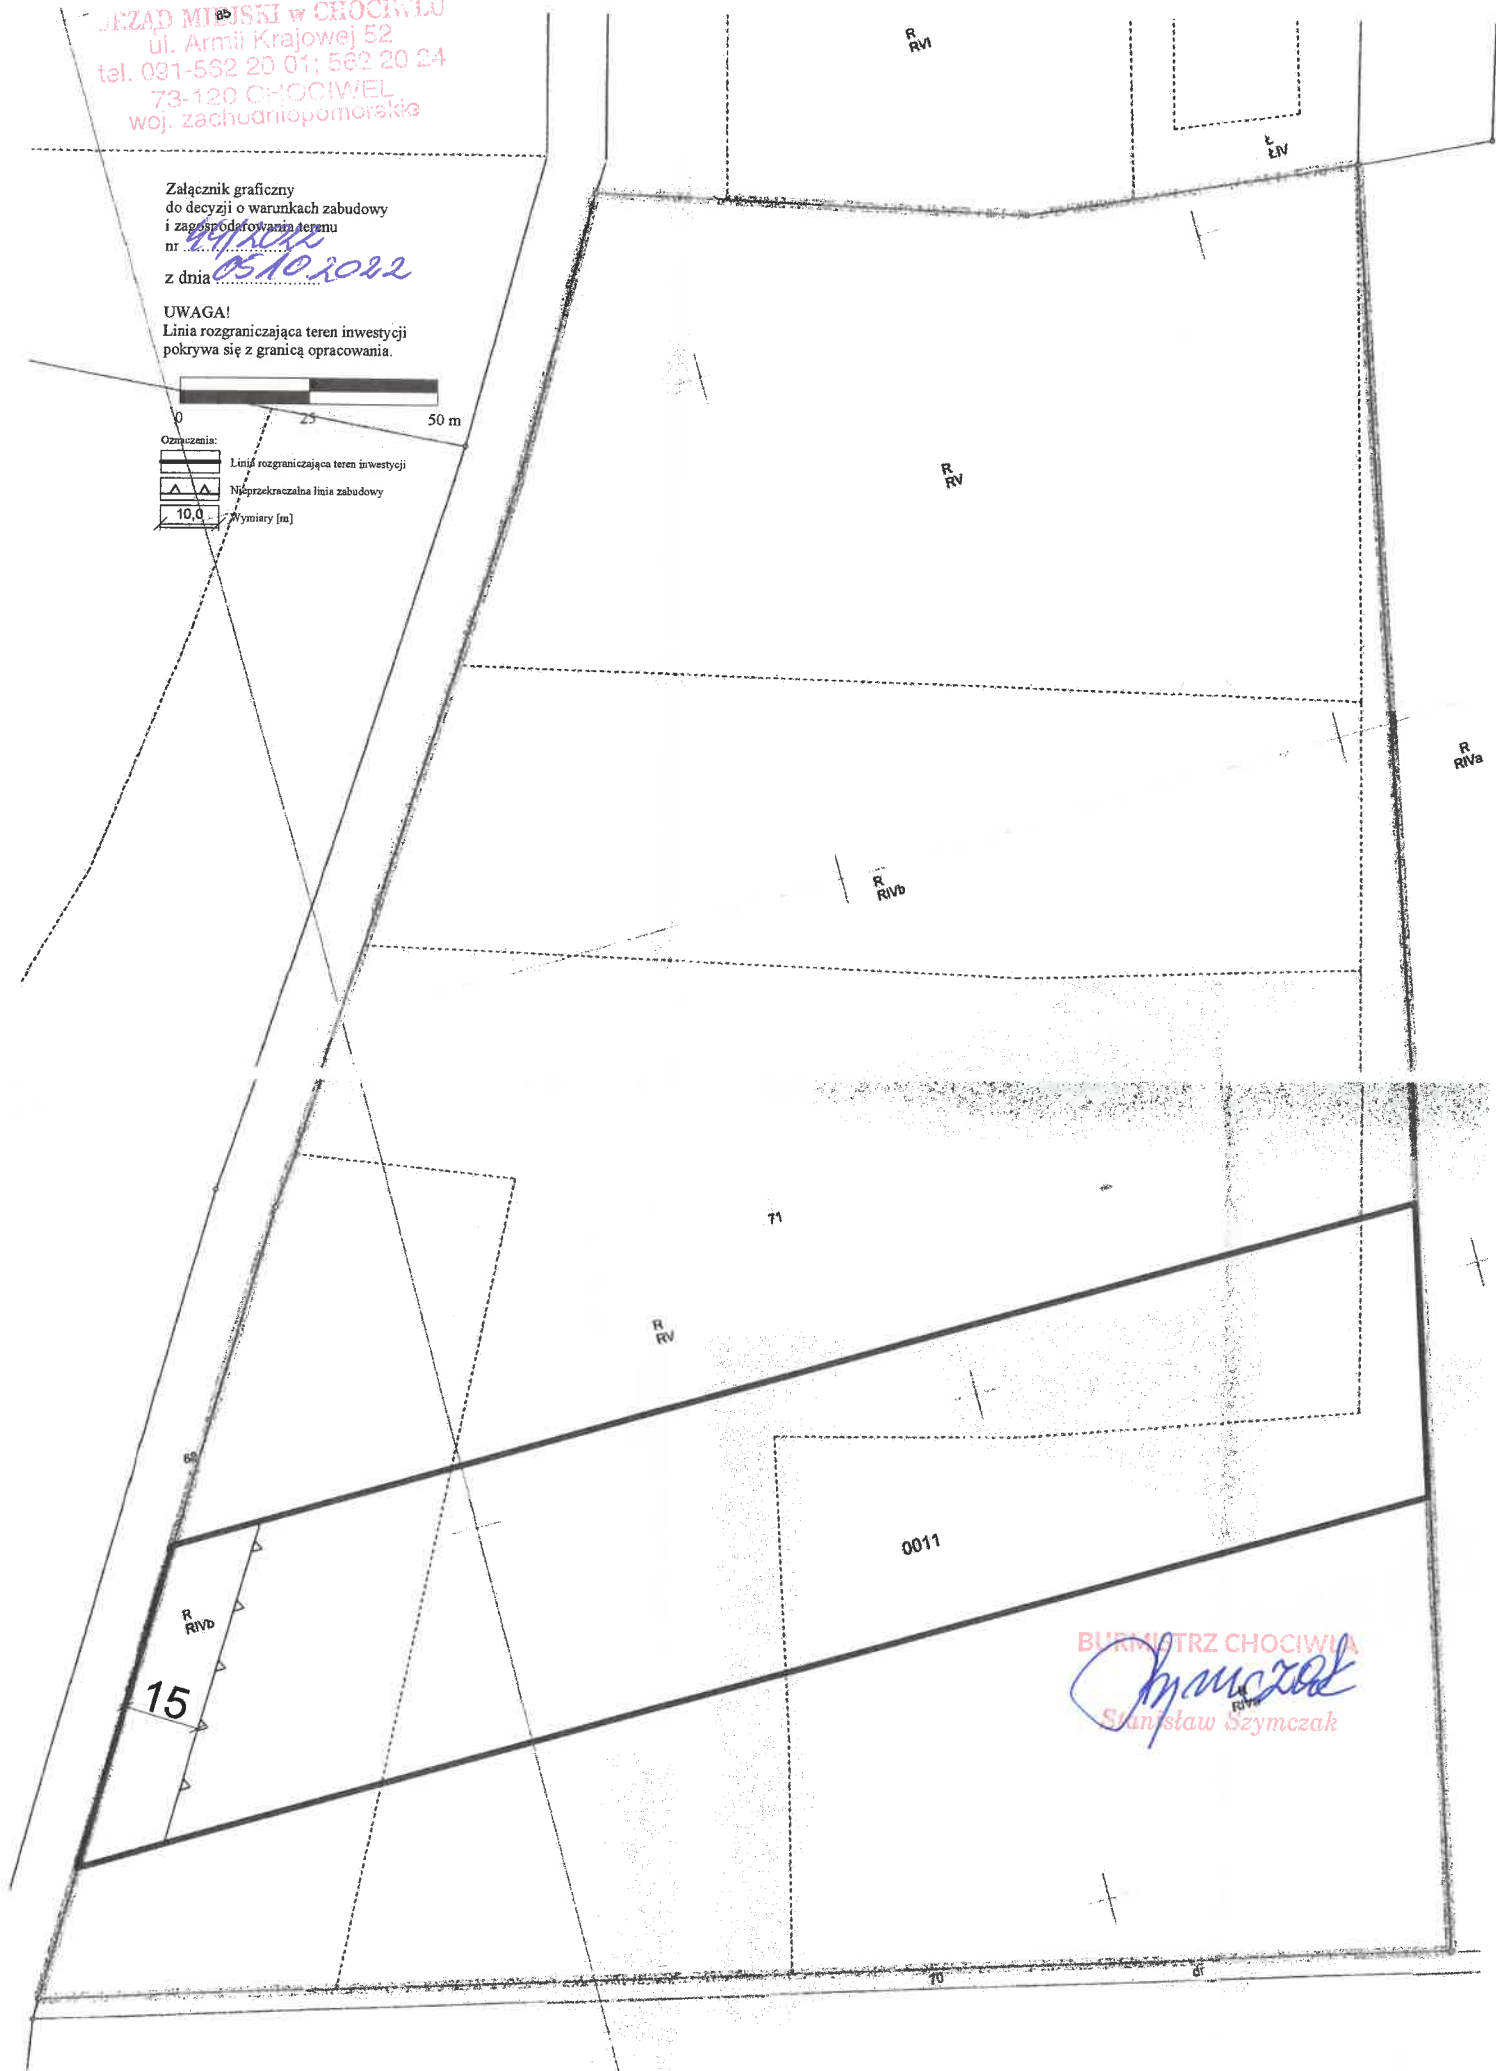 85
URZĄD MIEJSKI w CHOCIWLU
ul. Armii Krajowej 52
tel. 091-562 20 01; 562 20 24
73-120 CHOCIWEL
woj. zachodniopomorskie
R
RVI
Ł
ŁIV
Załącznik graficzny
do decyzji o warunkach zabudowy
i zagospodarowania terenu
nr 44/2022
z dnia 05.10.2022
UWAGA!
Linia rozgraniczająca teren inwestycji
pokrywa się z granicą opracowania.
0 25 50 m
Oznaczenia:
Linia rozgraniczająca teren inwestycji
Nieprzekraczalna linia zabudowy
10,0 Wymiary [m]
R
RV
R
RIVa
R
RIVb
71
R
RV
0011
R
RIVb
15
BURMISTRZ CHOCIWLA
Szymczak
R
RIVa
Stanisław Szymczak
70
dr